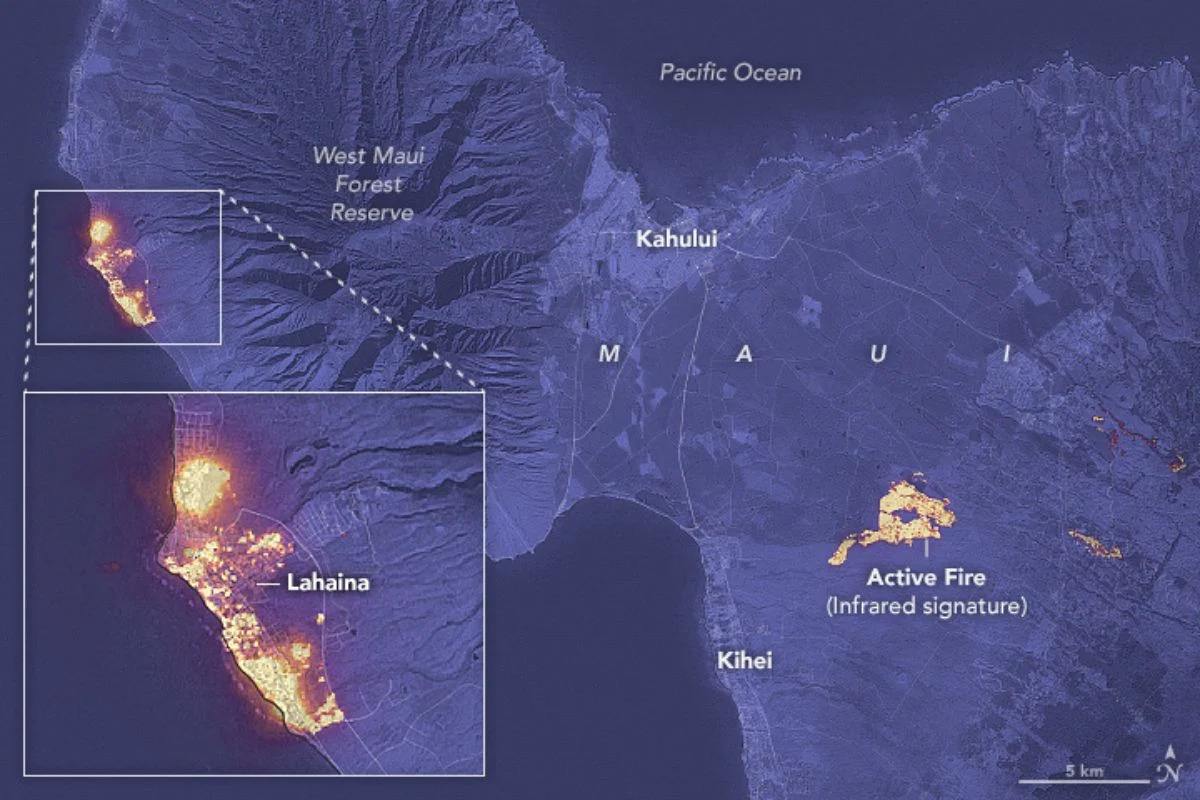 Pacific Ocean
West Maui
Forest
Reserve
Kahului
M A U I
Lahaina
Active Fire
(Infrared signature)
Kihei
5 km
N